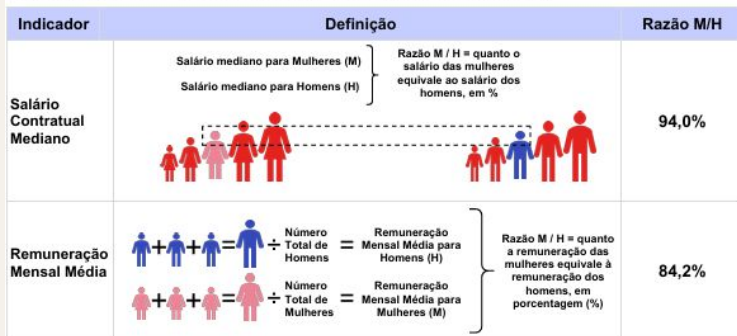 Indicador
Definição
Razão M/H
Salário
Contratual
Mediano
Salário mediano para Mulheres (M)
Salário mediano para Homens (H)
Razão M / H = quanto o
salário das mulheres
equivale ao salário dos
homens, em %
94,0%
Remuneração
Mensal Média
+ + = ÷
Número
Total de
Homens
=
Remuneração
Mensal Média para
Homens (H)
+ + = ÷
Número
Total de
Mulheres
=
Remuneração
Mensal Média para
Mulheres (M)
Razão M / H = quanto
a remuneração das
mulheres equivale à
remuneração dos
homens, em
porcentagem (%)
84,2%